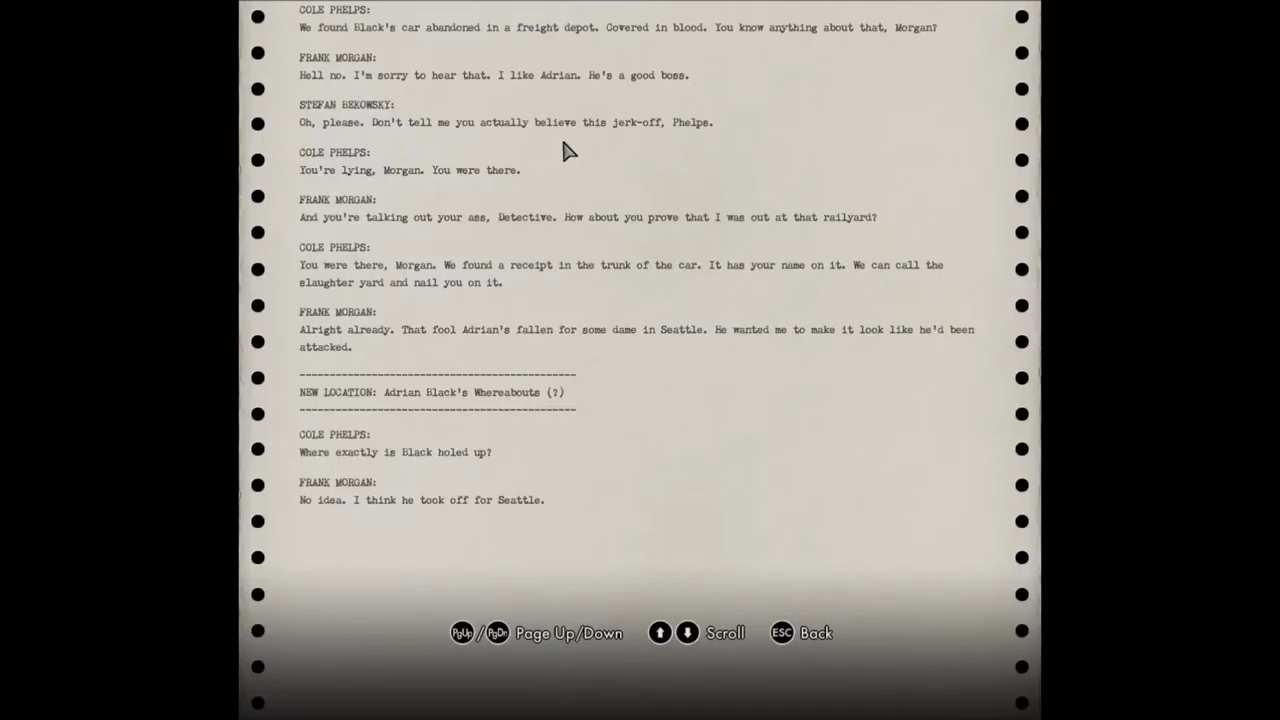 COLE PHELPS:
We found Black's car abandoned in a freight depot. Covered in blood. You know anything about that, Morgan?
FRANK MORGAN:
Hell no. I'm sorry to hear that. I like Adrian. He's a good boss.
STEFAN BEKOWSKY:
Oh, please. Don't tell me you actually believe this jerk-off, Phelps.
COLE PHELPS:
You're lying, Morgan. You were there.
FRANK MORGAN:
And you're talking out your ass, Detective. How about you prove that I was out at that railyard?
COLE PHELPS:
You were there, Morgan. We found a receipt in the trunk of the car. It has your name on it. We can call the
slaughter yard and nail you on it.
FRANK MORGAN:
Alright already. That fool Adrian's fallen for some dame in Seattle. He wanted me to make it look like he'd been
attacked.
----------------------------------------------
NEW LOCATION: Adrian Black's Whereabouts (?)
----------------------------------------------
COLE PHELPS:
Where exactly is Black holed up?
FRANK MORGAN:
No idea. I think he took off for Seattle.
PgUp/PgDn Page Up/Down ⬆ ⬇ Scroll ESC Back